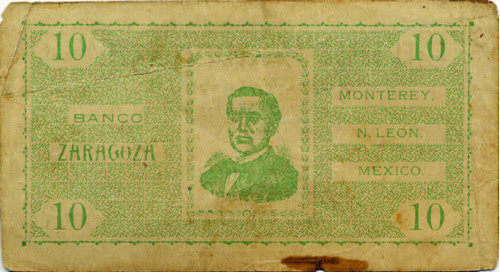 10 10
BANCO
ZARAGOZA
MONTEREY,
N. LEON,
MEXICO.
10 10